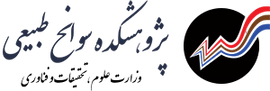 پژوهشکده سوانح طبیعی
وزارت علوم، تحقیقات و فناوری